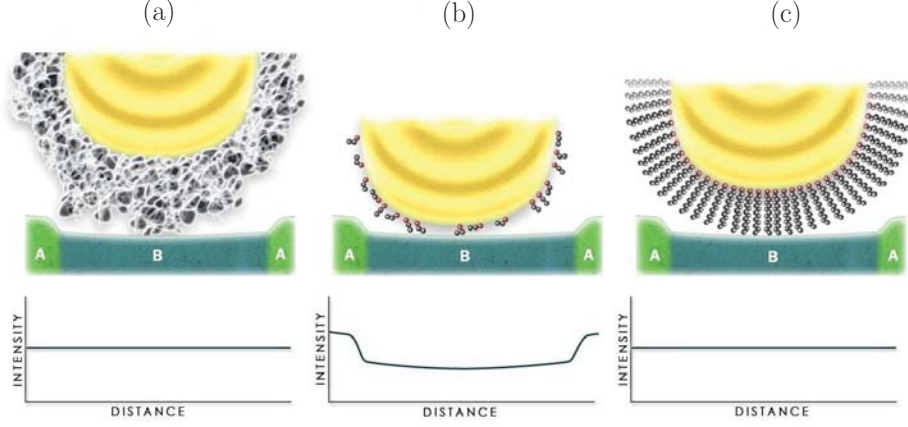 (a)
(b)
(c)
A B A
A B A
A B A
INTENSITY
DISTANCE
INTENSITY
DISTANCE
INTENSITY
DISTANCE